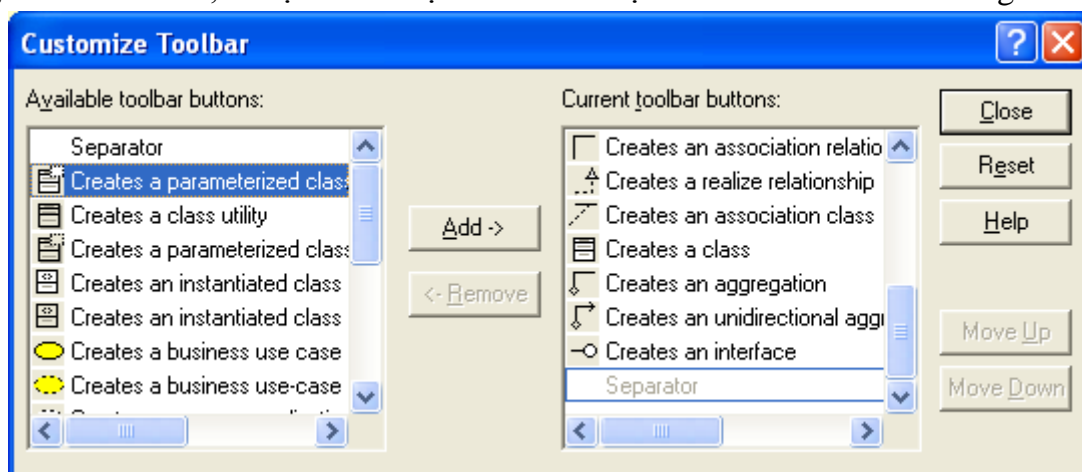 Customize Toolbar
Available toolbar buttons:
Separator
Creates a parameterized clas
Creates a class utility
Creates a parameterized clas
Creates an instantiated class
Creates an instantiated class
Creates a business use case
Creates a business use-case
Add ->
<- Remove
Current toolbar buttons:
Creates an association relatio
Creates a realize relationship
Creates an association class
Creates a class
Creates an aggregation
Creates an unidirectional agg
Creates an interface
Separator
Close
Reset
Help
Move Up
Move Down